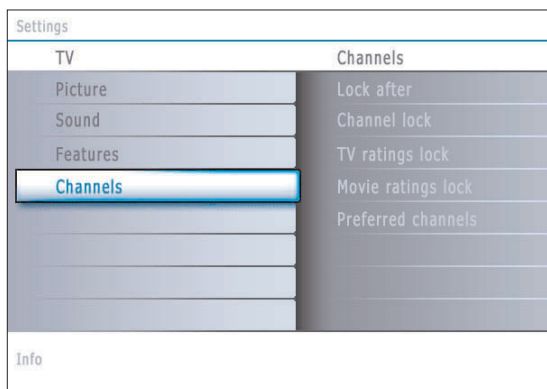 Settings
TV
Channels
Picture
Lock after
Sound
Channel lock
Features
TV ratings lock
Channels
Movie ratings lock
Preferred channels
Info